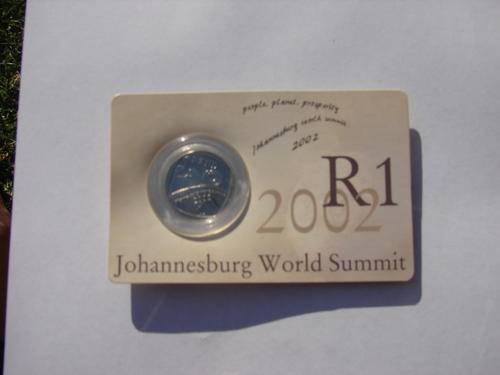 people, planet, prosperity
Johannesburg world summit
2002
R1
2002
Johannesburg World Summit